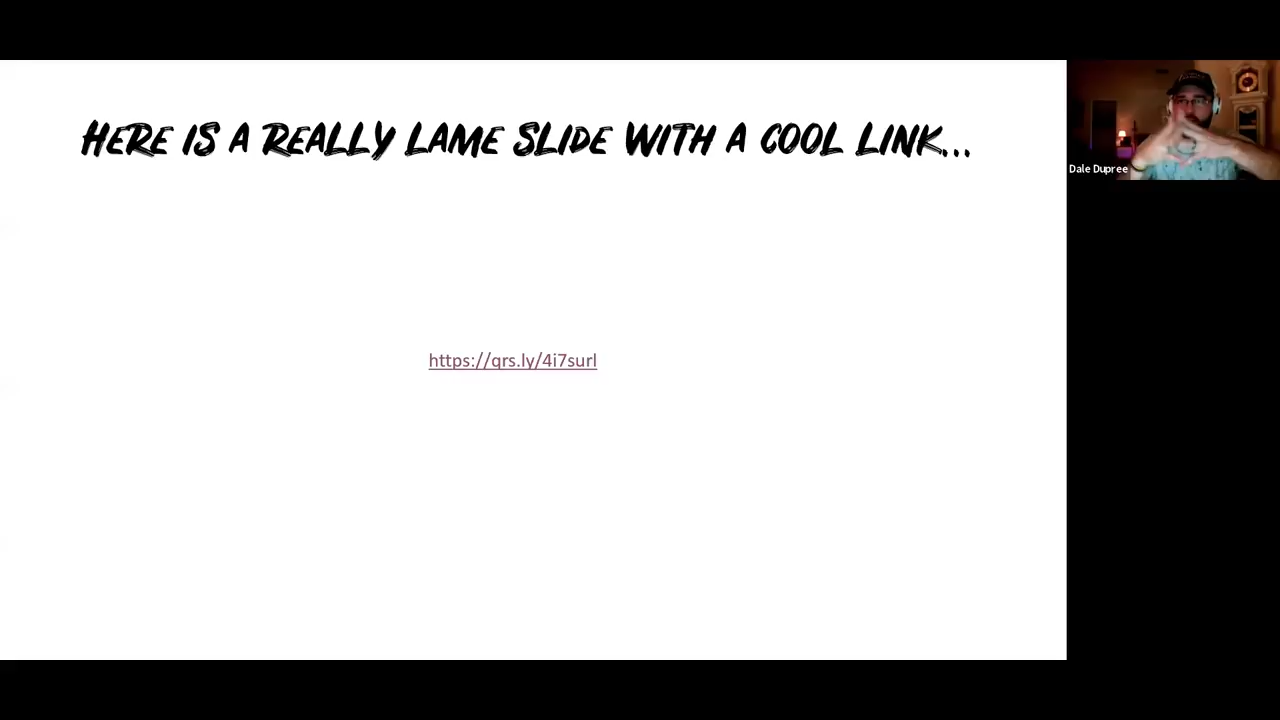 HERE IS A REALLY LAME SLIDE WITH A COOL LINK...
https://qrs.ly/4i7surl
Dale Dupree